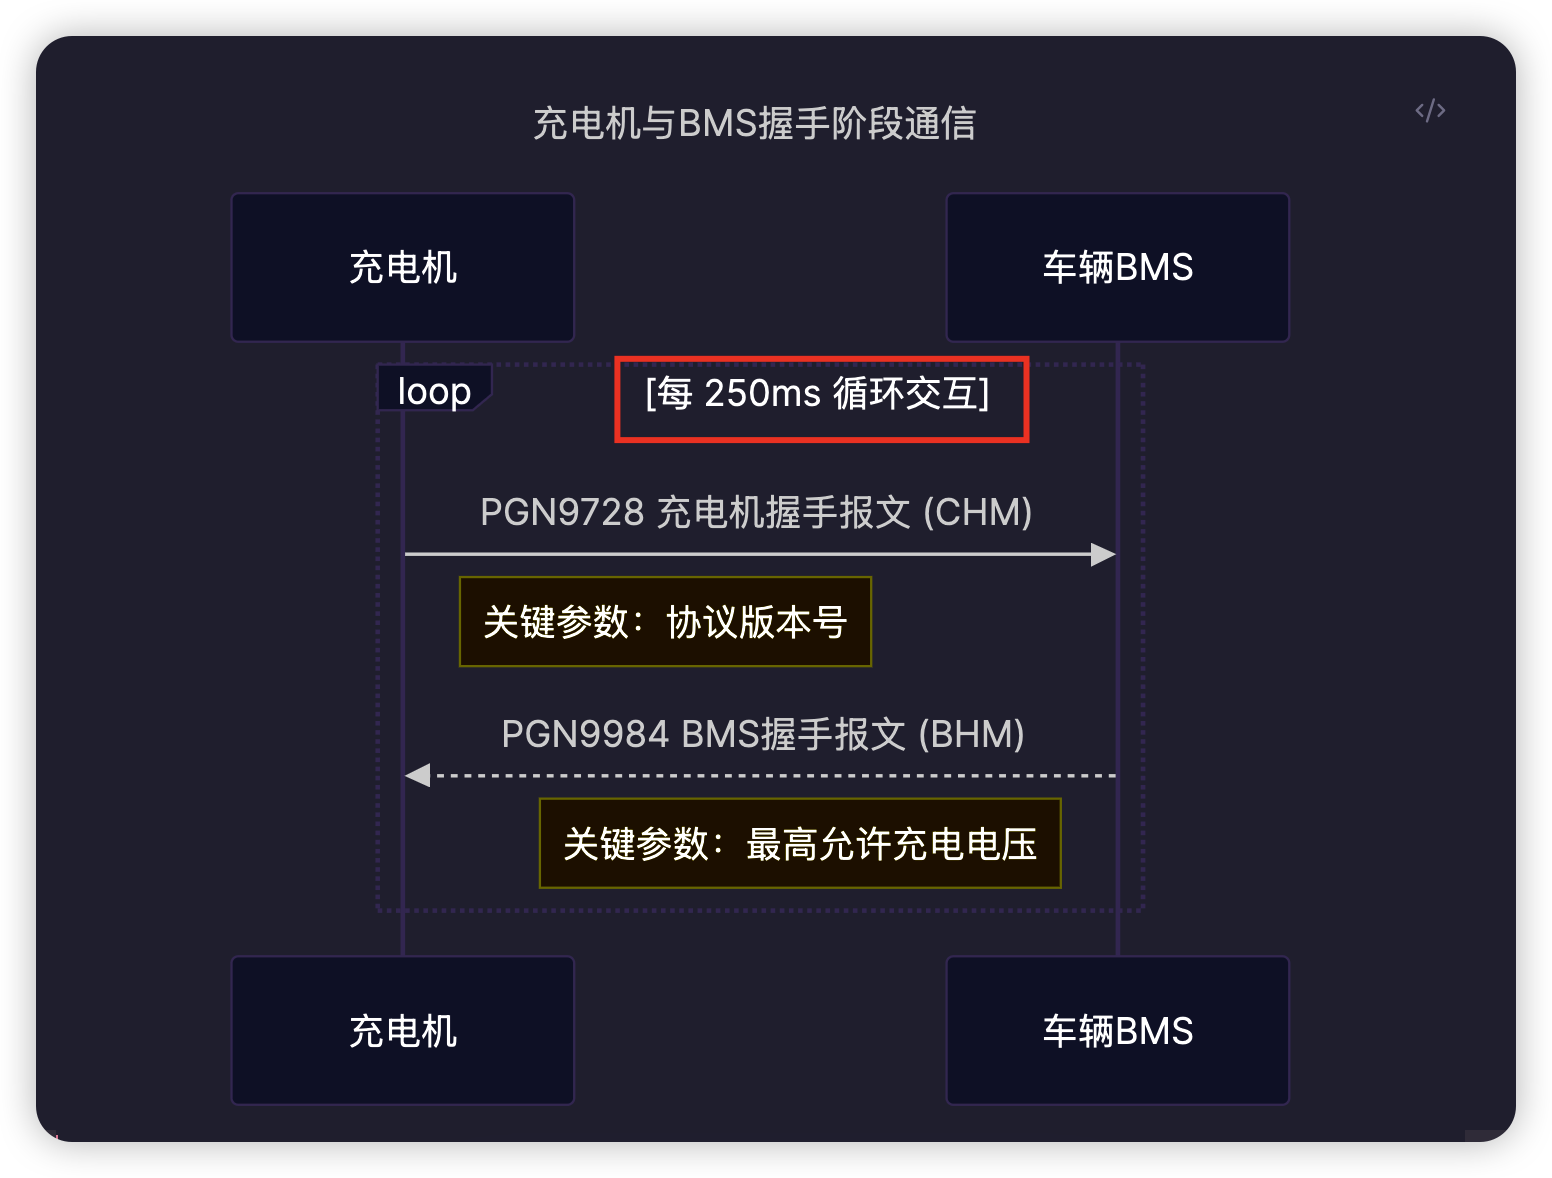 充电机与BMS握手阶段通信
</>
充电机
车辆BMS
loop
[每 250ms 循环交互]
PGN9728 充电机握手报文 (CHM)
关键参数：协议版本号
PGN9984 BMS握手报文 (BHM)
关键参数：最高允许充电电压
充电机
车辆BMS